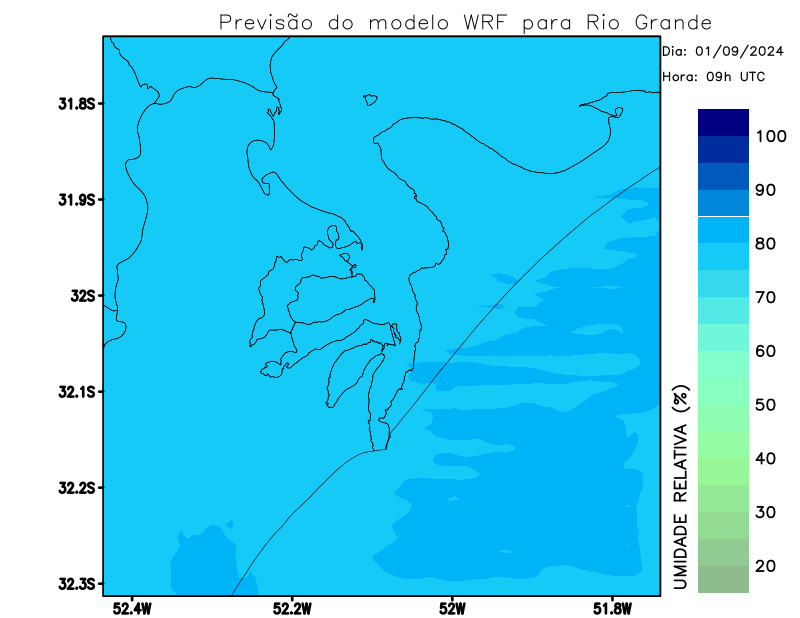 Previsão do modelo WRF para Rio Grande
Dia: 01/09/2024
Hora: 09h UTC
31.8S
31.9S
32S
32.1S
32.2S
32.3S
52.4W
52.2W
52W
51.8W
UMIDADE RELATIVA (%)
100
90
80
70
60
50
40
30
20